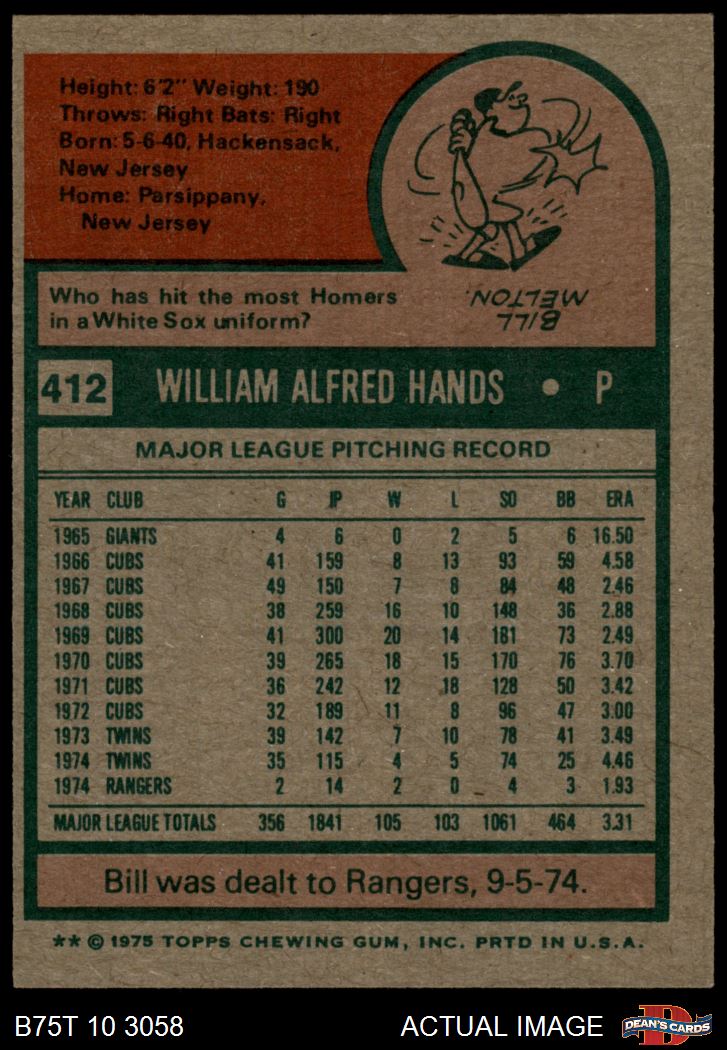 Height: 6'2" Weight: 190
Throws: Right Bats: Right
Born: 5-6-40, Hackensack,
New Jersey
Home: Parsippany,
New Jersey
Who has hit the most Homers
in a White Sox uniform?
BILL
MELTON.
412 WILLIAM ALFRED HANDS • P
MAJOR LEAGUE PITCHING RECORD
YEAR CLUB G IP W L SO BB ERA
1965 GIANTS 4 6 0 2 5 6 16.50
1966 CUBS 41 159 8 13 93 59 4.58
1967 CUBS 49 150 7 8 84 48 2.46
1968 CUBS 38 259 16 10 148 36 2.88
1969 CUBS 41 300 20 14 181 73 2.49
1970 CUBS 39 265 18 15 170 76 3.70
1971 CUBS 36 242 12 18 128 50 3.42
1972 CUBS 32 189 11 8 96 47 3.00
1973 TWINS 39 142 7 10 78 41 3.49
1974 TWINS 35 115 4 5 74 25 4.46
1974 RANGERS 2 14 2 0 4 3 1.93
MAJOR LEAGUE TOTALS 356 1841 105 103 1061 464 3.31
Bill was dealt to Rangers, 9-5-74.
** © 1975 TOPPS CHEWING GUM, INC. PRTD IN U.S.A.
B75T 10 3058 ACTUAL IMAGE D DEAN'S CARDS